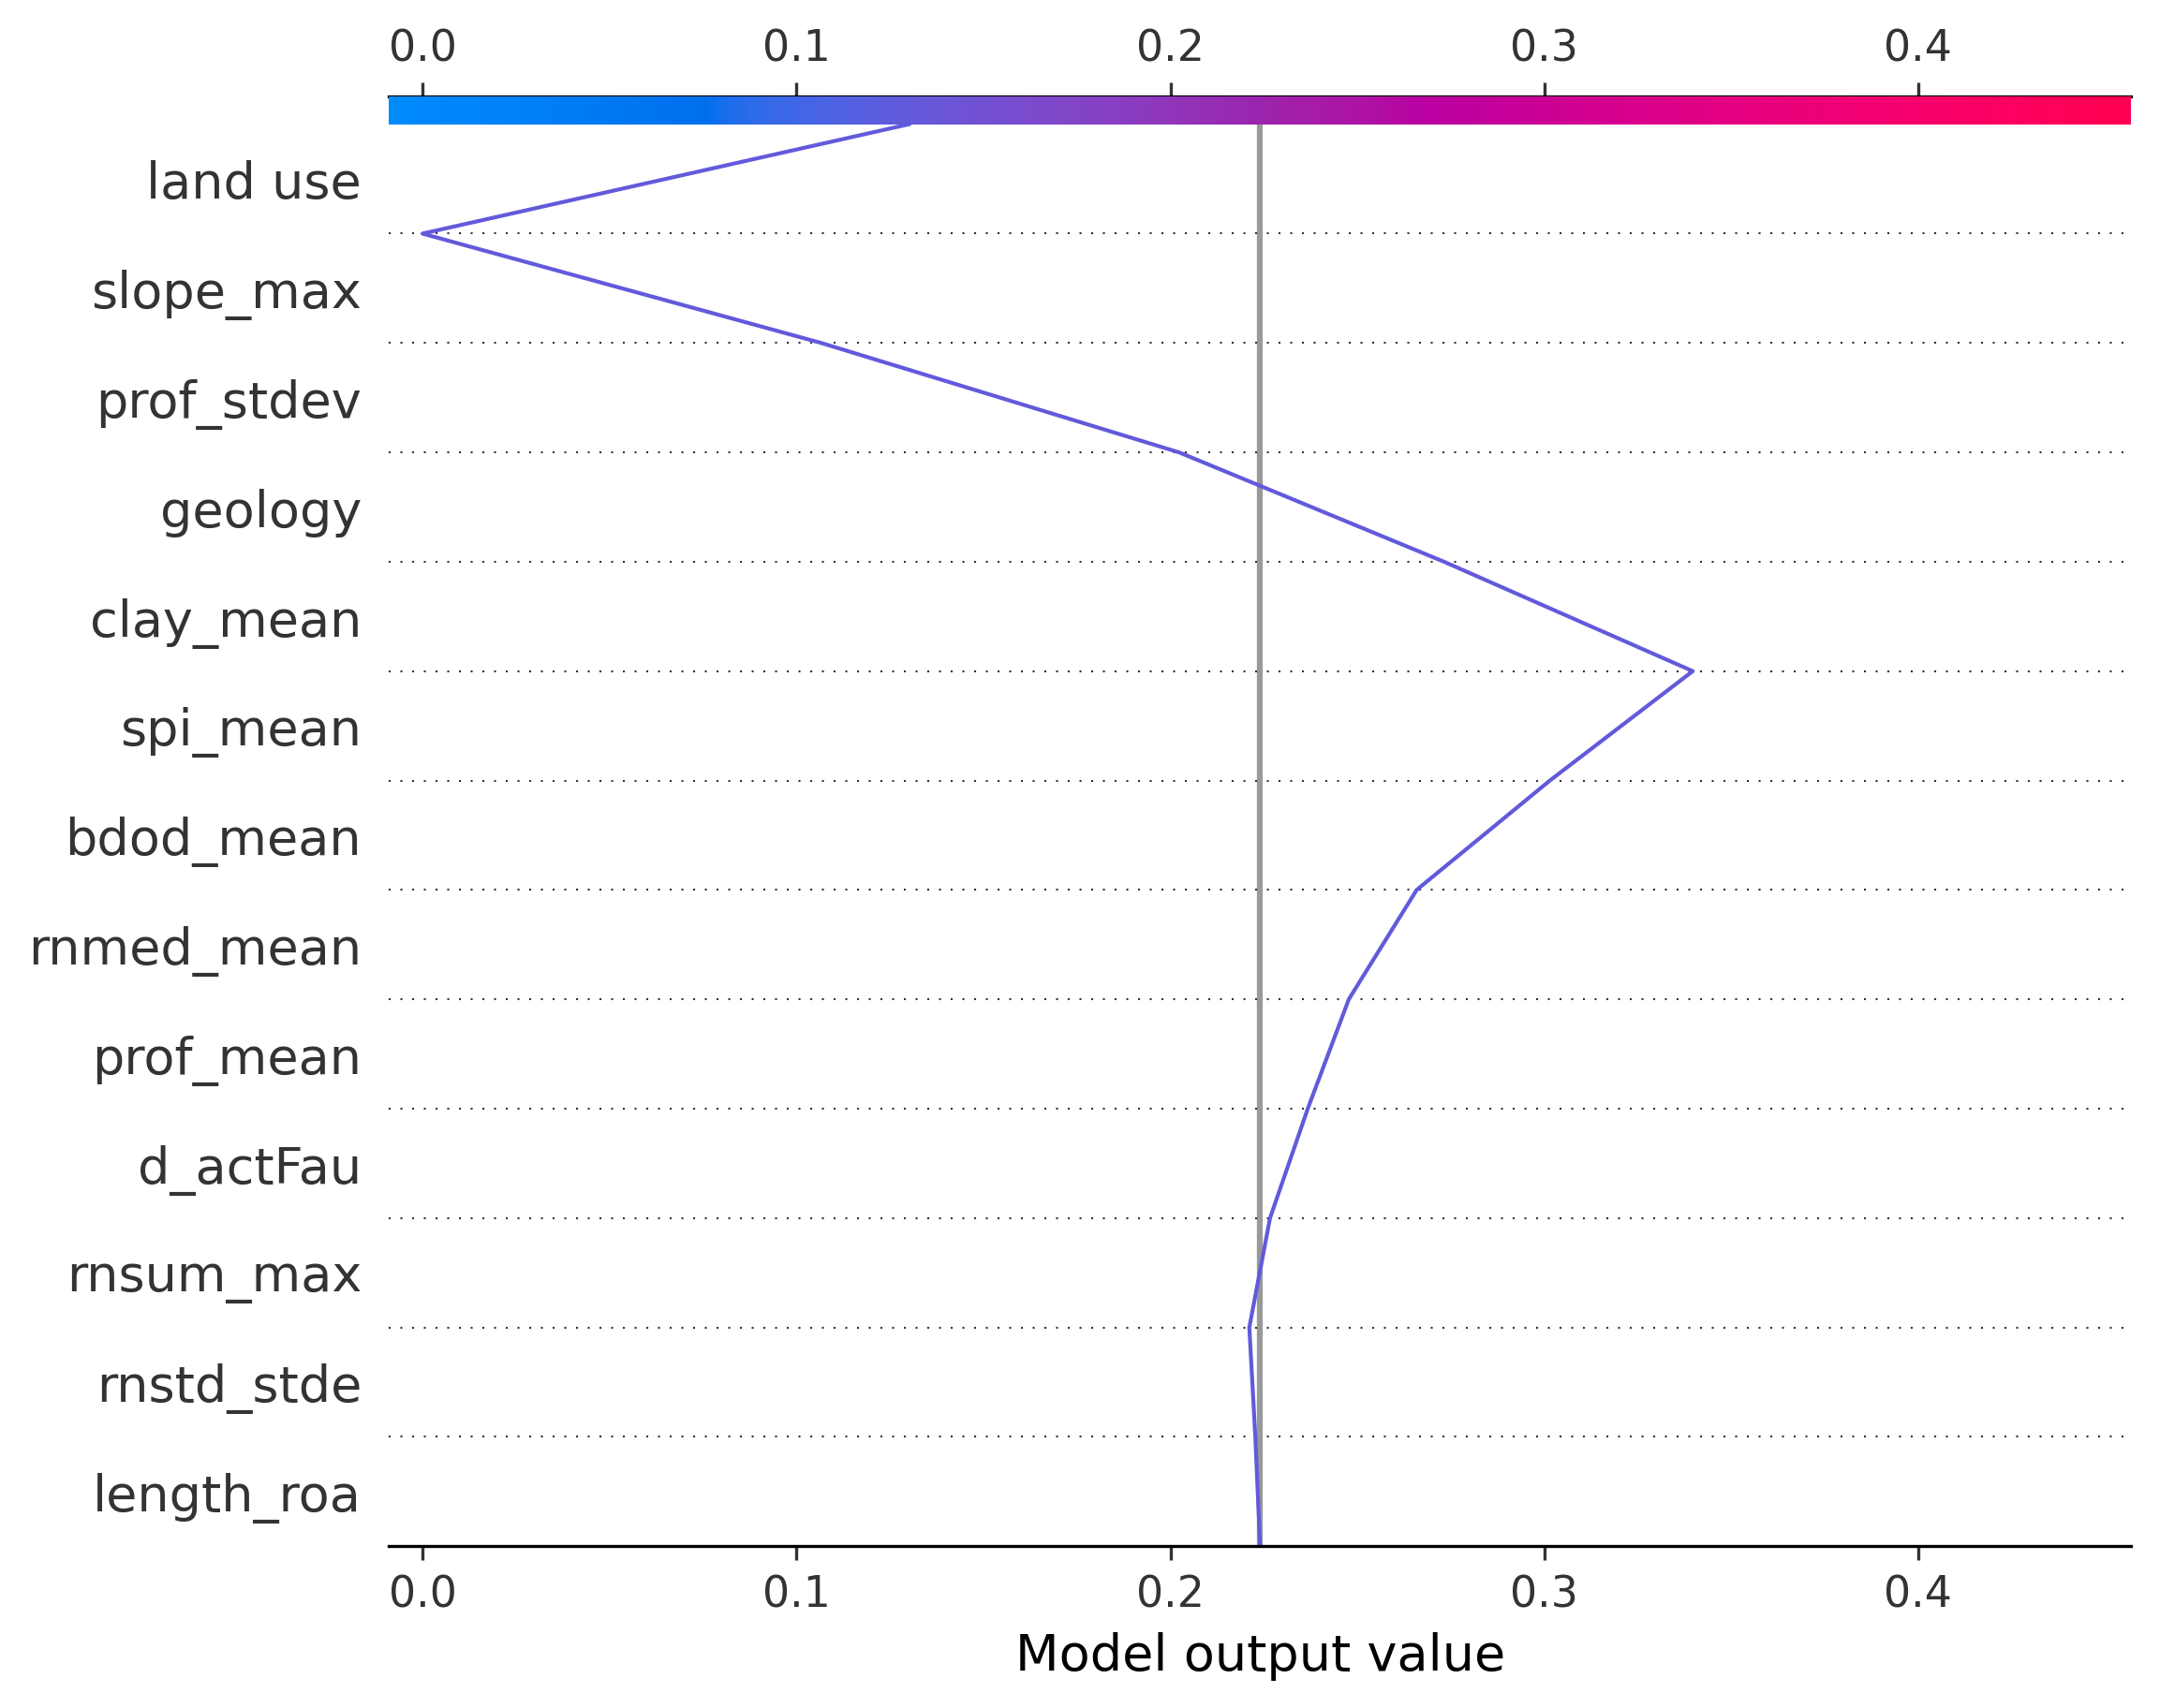 0.0 0.1 0.2 0.3 0.4
land use
slope_max
prof_stdev
geology
clay_mean
spi_mean
bdod_mean
rnmed_mean
prof_mean
d_actFau
rnsum_max
rnstd_stde
length_roa
0.0 0.1 0.2 0.3 0.4
Model output value